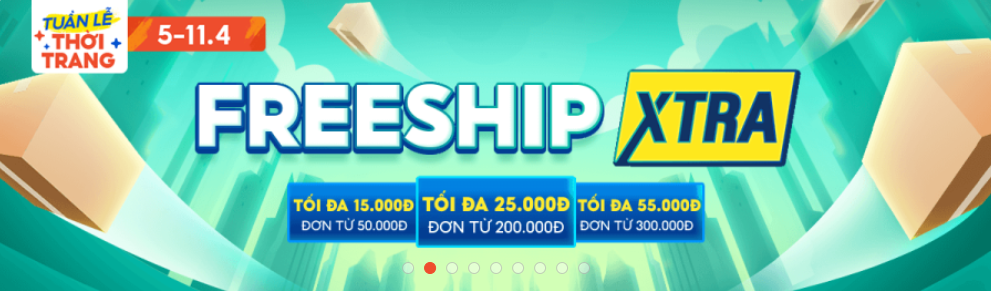 TUẦN LỄ
THỜI
TRANG
5-11.4
FREESHIP XTRA
TỐI ĐA 15.000Đ
ĐƠN TỪ 50.000Đ
TỐI ĐA 25.000Đ
ĐƠN TỪ 200.000Đ
TỐI ĐA 55.000Đ
ĐƠN TỪ 300.000Đ